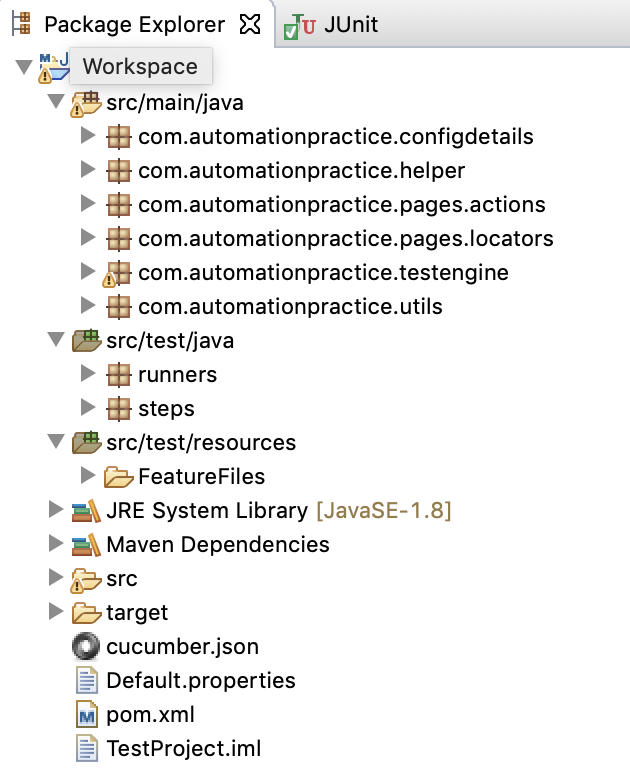 Package Explorer JUnit
Workspace
src/main/java
com.automationpractice.configdetails
com.automationpractice.helper
com.automationpractice.pages.actions
com.automationpractice.pages.locators
com.automationpractice.testengine
com.automationpractice.utils
src/test/java
runners
steps
src/test/resources
FeatureFiles
JRE System Library [JavaSE-1.8]
Maven Dependencies
src
target
cucumber.json
Default.properties
pom.xml
TestProject.iml